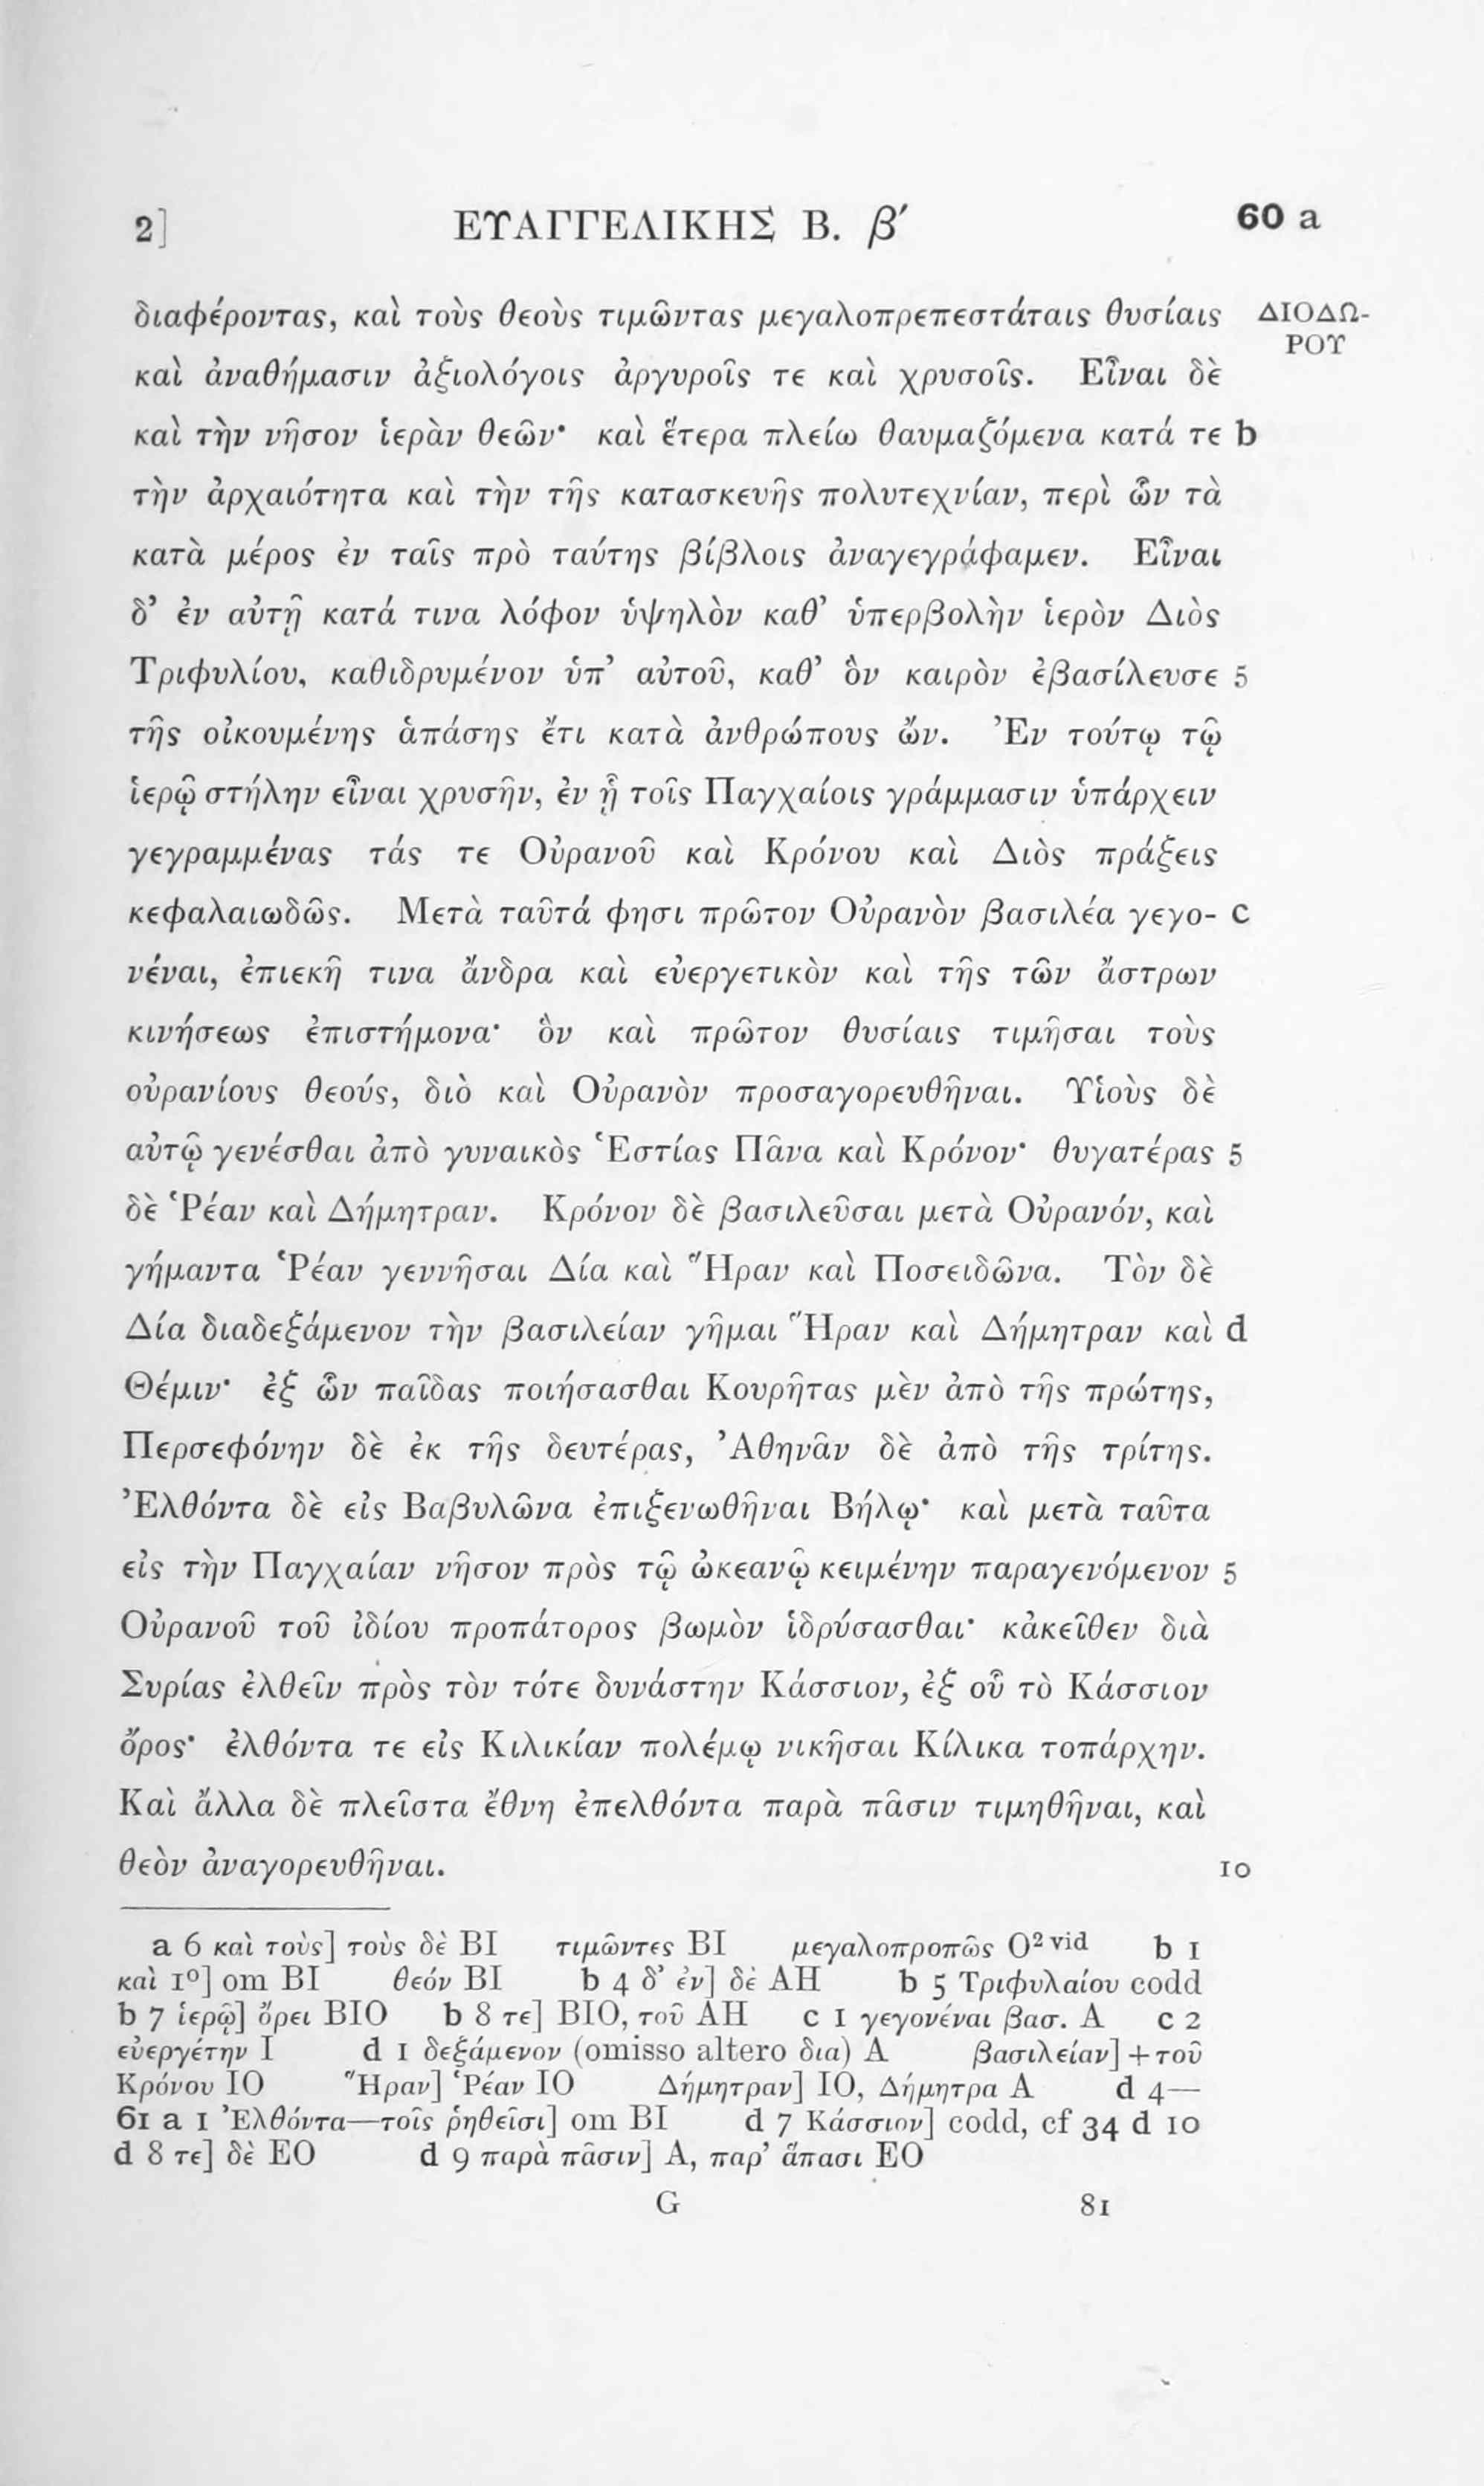 2] ΕΥΑΓΓΕΛΙΚΗΣ Β. β′ 60 a
διαφέροντας, καὶ τοὺς θεοὺς τιμῶντας μεγαλοπρεπεστάταις θυσίαις ΔΙΟΔΩ-
ΡΟΥ
καὶ ἀναθήμασιν ἀξιολόγοις ἀργυροῖς τε καὶ χρυσοῖς. Εἶναι δὲ
καὶ τὴν νῆσον ἱερὰν θεῶν· καὶ ἕτερα πλείω θαυμαζόμενα κατά τε b
τὴν ἀρχαιότητα καὶ τὴν τῆς κατασκευῆς πολυτεχνίαν, περὶ ὧν τὰ
κατὰ μέρος ἐν ταῖς πρὸ ταύτης βίβλοις ἀναγεγράφαμεν. Εἶναι
δ’ ἐν αὐτῇ κατά τινα λόφον ὑψηλὸν καθ’ ὑπερβολὴν ἱερὸν Διὸς
Τριφυλίου, καθιδρυμένον ὑπ’ αὐτοῦ, καθ’ ὃν καιρὸν ἐβασίλευσε 5
τῆς οἰκουμένης ἁπάσης ἔτι κατὰ ἀνθρώπους ὤν. Ἐν τούτῳ τῷ
ἱερῷ στήλην εἶναι χρυσῆν, ἐν ᾗ τοῖς Παγχαίοις γράμμασιν ὑπάρχειν
γεγραμμένας τάς τε Οὐρανοῦ καὶ Κρόνου καὶ Διὸς πράξεις
κεφαλαιωδῶς. Μετὰ ταῦτά φησι πρῶτον Οὐρανὸν βασιλέα γεγο- c
νέναι, ἐπιεκῆ τινα ἄνδρα καὶ εὐεργετικὸν καὶ τῆς τῶν ἄστρων
κινήσεως ἐπιστήμονα· ὃν καὶ πρῶτον θυσίαις τιμῆσαι τοὺς
οὐρανίους θεούς, διὸ καὶ Οὐρανὸν προσαγορευθῆναι. Υἱοὺς δὲ
αὐτῷ γενέσθαι ἀπὸ γυναικὸς Ἑστίας Πᾶνα καὶ Κρόνον· θυγατέρας 5
δὲ Ῥέαν καὶ Δήμητραν. Κρόνον δὲ βασιλεῦσαι μετὰ Οὐρανόν, καὶ
γήμαντα Ῥέαν γεννῆσαι Δία καὶ Ἥραν καὶ Ποσειδῶνα. Τὸν δὲ
Δία διαδεξάμενον τὴν βασιλείαν γῆμαι Ἥραν καὶ Δήμητραν καὶ d
Θέμιν· ἐξ ὧν παῖδας ποιήσασθαι Κουρῆτας μὲν ἀπὸ τῆς πρώτης,
Περσεφόνην δὲ ἐκ τῆς δευτέρας, Ἀθηνᾶν δὲ ἀπὸ τῆς τρίτης.
Ἐλθόντα δὲ εἰς Βαβυλῶνα ἐπιξενωθῆναι Βήλῳ· καὶ μετὰ ταῦτα
εἰς τὴν Παγχαίαν νῆσον πρὸς τῷ ὠκεανῷ κειμένην παραγενόμενον 5
Οὐρανοῦ τοῦ ἰδίου προπάτορος βωμὸν ἱδρύσασθαι· κἀκεῖθεν διὰ
Συρίας ἐλθεῖν πρὸς τὸν τότε δυνάστην Κάσσιον, ἐξ οὗ τὸ Κάσσιον
ὄρος· ἐλθόντα τε εἰς Κιλικίαν πολέμῳ νικῆσαι Κίλικα τοπάρχην.
Καὶ ἄλλα δὲ πλεῖστα ἔθνη ἐπελθόντα παρὰ πᾶσιν τιμηθῆναι, καὶ
θεὸν ἀναγορευθῆναι. 10
a 6 καὶ τοὺς] τοὺς δὲ BI τιμῶντες BI μεγαλοπροπῶς O² vid b 1
καὶ 1º] om BI θεόν BI b 4 δ’ ἐν] δὲ AH b 5 Τριφυλαίου codd
b 7 ἱερῷ] ὄρει BIO b 8 τε] BIO, τοῦ AH c 1 γεγονέναι βασ. A c 2
εὐεργέτην I d 1 δεξάμενον (omisso altero δια) A βασιλείαν] + τοῦ
Κρόνου IO Ἥραν] Ῥέαν IO Δήμητραν] IO, Δήμητρα A d 4—
61 a 1 Ἐλθόντα—τοῖς ῥηθεῖσι] om BI d 7 Κάσσιον] codd, cf 34 d 10
d 8 τε] δὲ EO d 9 παρὰ πᾶσιν] A, παρ’ ἅπασι EO
G 81